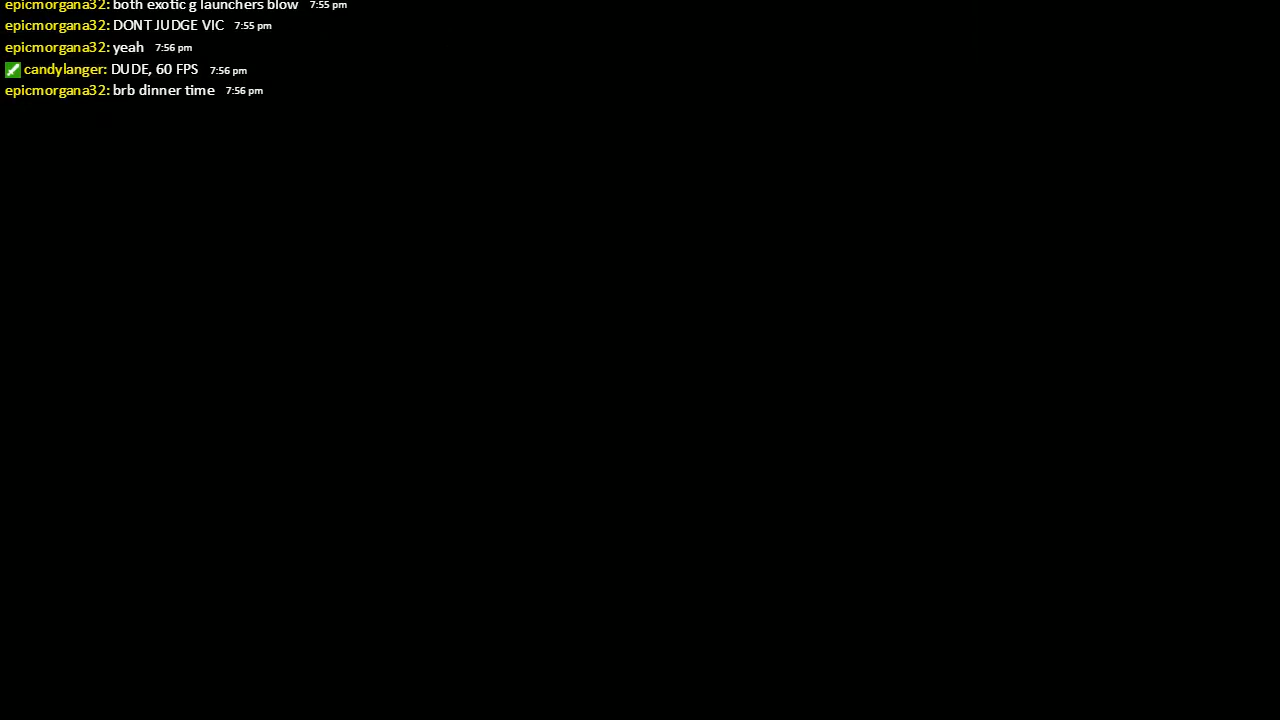 epicmorgana32: both exotic g launchers blow 7:55 pm
epicmorgana32: DONT JUDGE VIC 7:55 pm
epicmorgana32: yeah 7:56 pm
candylanger: DUDE, 60 FPS 7:56 pm
epicmorgana32: brb dinner time 7:56 pm